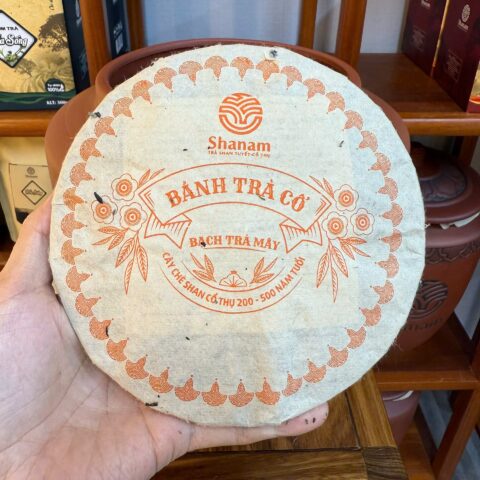 Shanam
TRÀ SHAN TUYẾT CỔ THỤ
BÁNH TRÀ CỔ
BẠCH TRÀ MÂY
CÂY CHÈ SHAN CỔ THỤ 200 - 500 NĂM TUỔI